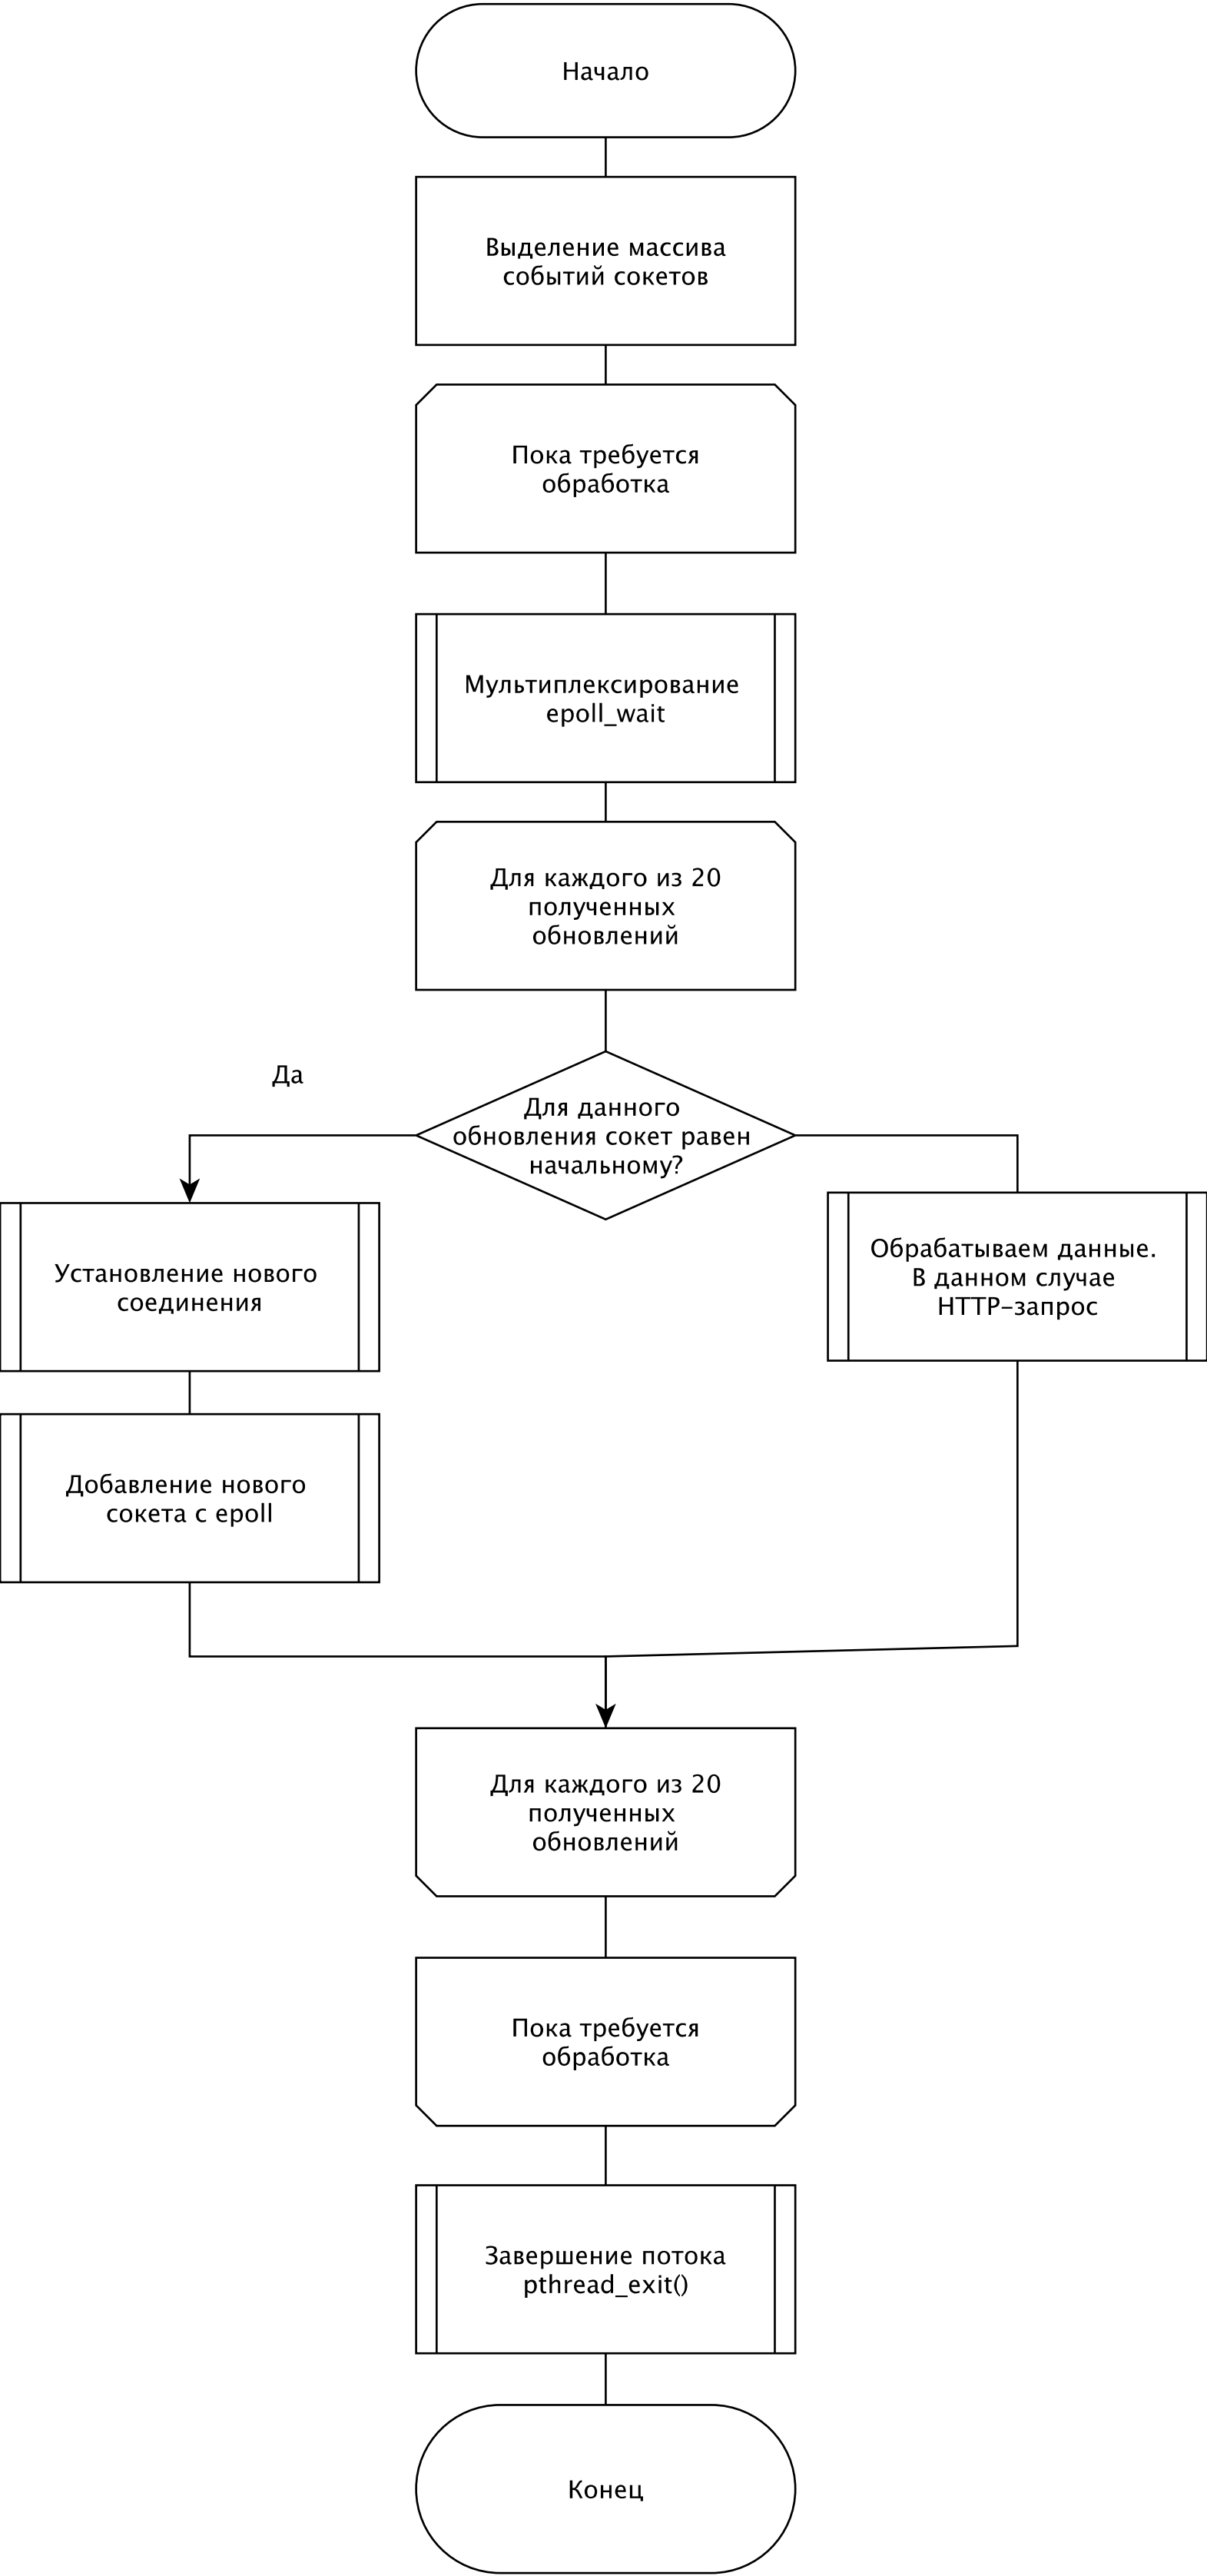 Начало
Выделение массива
событий сокетов
Пока требуется
обработка
Мультиплексирование
epoll_wait
Для каждого из 20
полученных
обновлений
Да
Для данного
обновления сокет равен
начальному?
Установление нового
соединения
Обрабатываем данные.
В данном случае
HTTP-запрос
Добавление нового
сокета с epoll
Для каждого из 20
полученных
обновлений
Пока требуется
обработка
Завершение потока
pthread_exit()
Конец